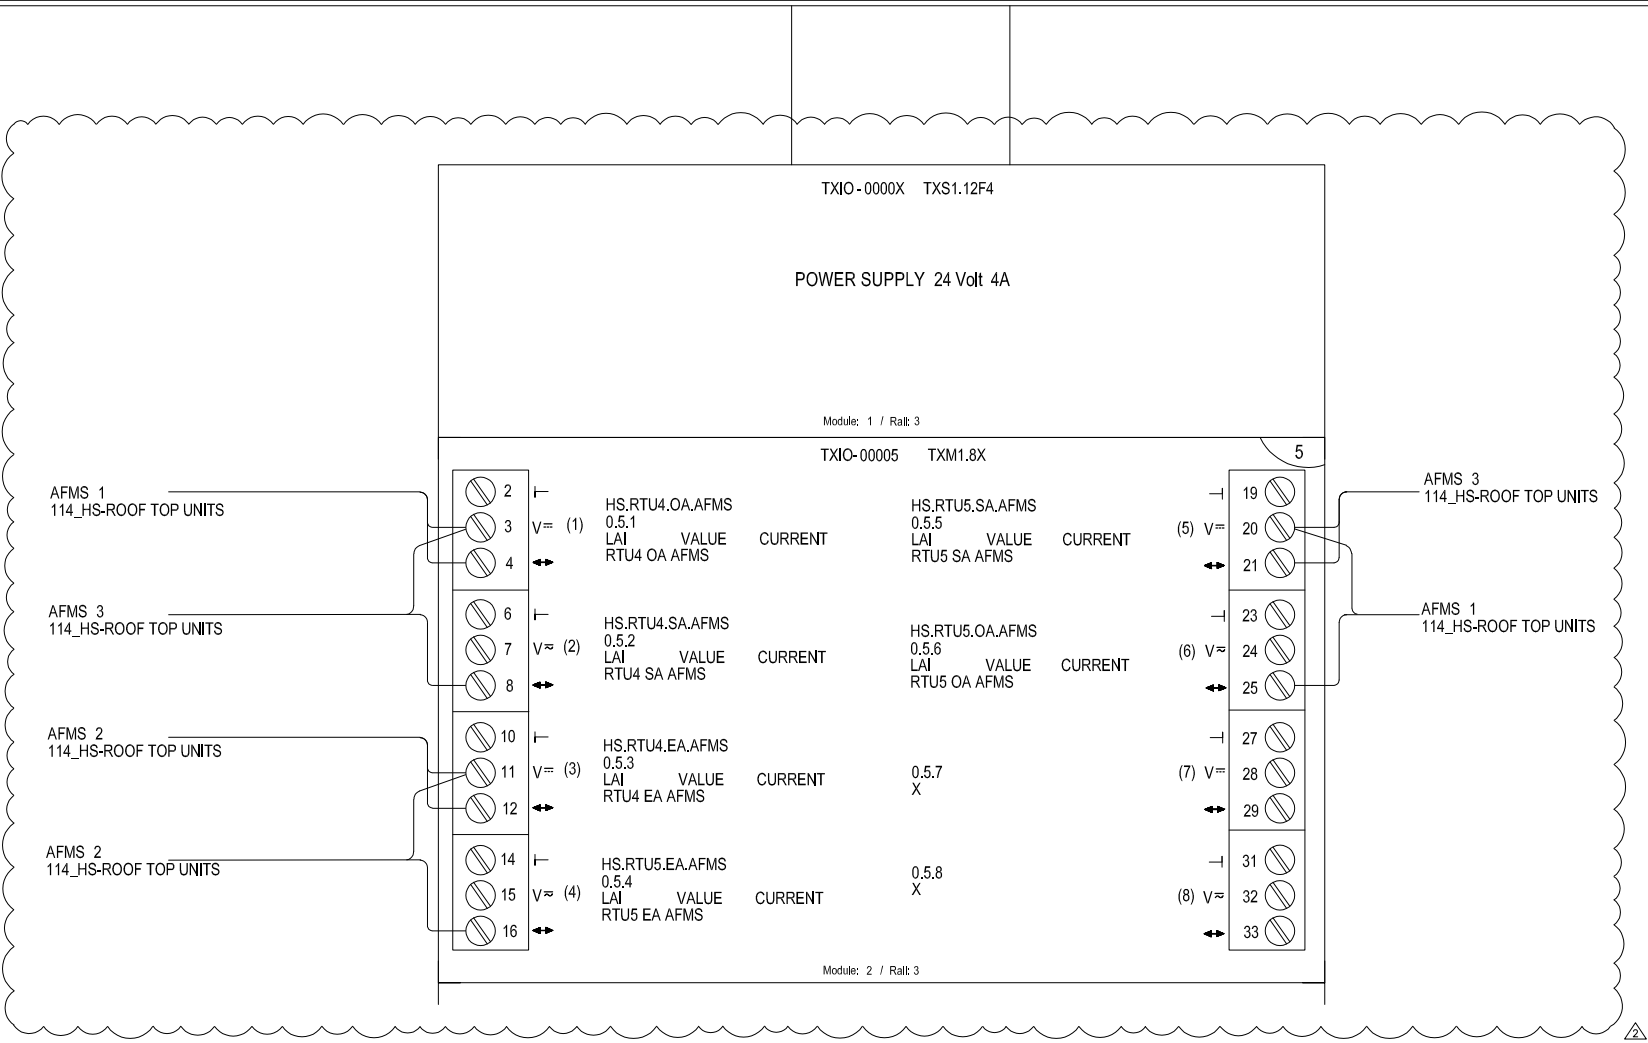 TXIO-0000X TXS1.12F4
POWER SUPPLY 24 Volt 4A
Module: 1 / Rail: 3
TXIO-00005 TXM1.8X
5
AFMS 1
114_HS-ROOF TOP UNITS
AFMS 3
114_HS-ROOF TOP UNITS
AFMS 2
114_HS-ROOF TOP UNITS
AFMS 2
114_HS-ROOF TOP UNITS
2
3 V (1)
4
HS.RTU4.OA.AFMS
0.5.1
LAI VALUE CURRENT
RTU4 OA AFMS
6
7 V (2)
8
HS.RTU4.SA.AFMS
0.5.2
LAI VALUE CURRENT
RTU4 SA AFMS
10
11 V (3)
12
HS.RTU4.EA.AFMS
0.5.3
LAI VALUE CURRENT
RTU4 EA AFMS
14
15 V (4)
16
HS.RTU5.EA.AFMS
0.5.4
LAI VALUE CURRENT
RTU5 EA AFMS
HS.RTU5.SA.AFMS
0.5.5
LAI VALUE CURRENT
RTU5 SA AFMS
19
(5) V 20
21
HS.RTU5.OA.AFMS
0.5.6
LAI VALUE CURRENT
RTU5 OA AFMS
23
(6) V 24
25
0.5.7
X
27
(7) V 28
29
0.5.8
X
31
(8) V 32
33
AFMS 3
114_HS-ROOF TOP UNITS
AFMS 1
114_HS-ROOF TOP UNITS
Module: 2 / Rail: 3
2